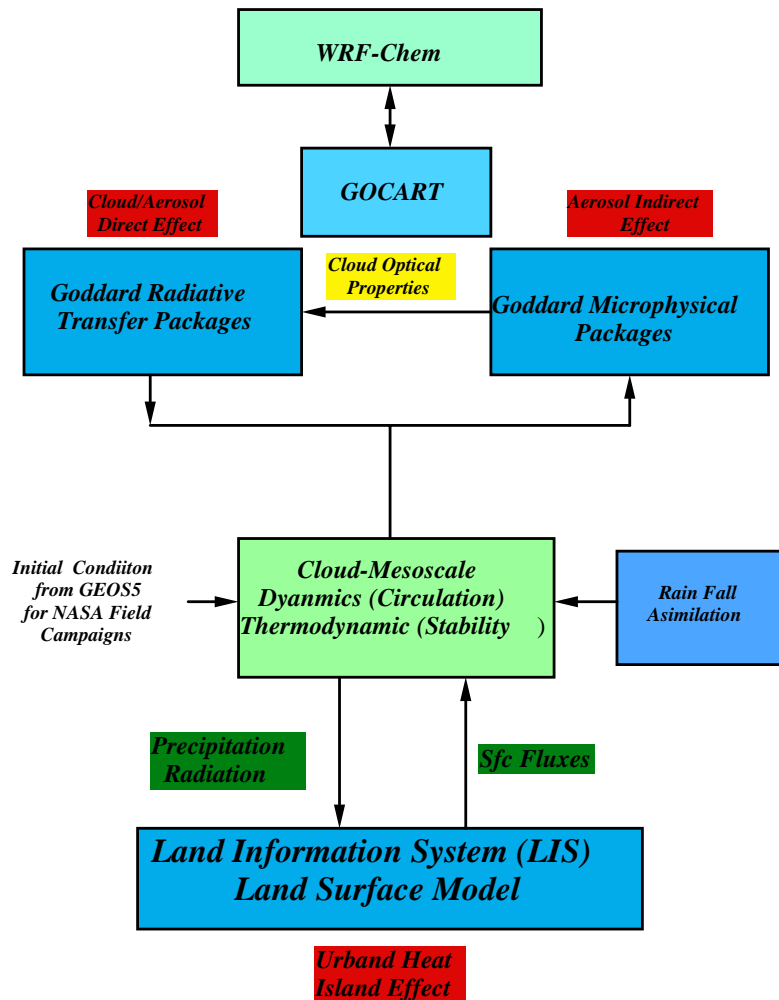 WRF-Chem
GOCART
Cloud/Aerosol
Direct Effect
Aerosol Indirect
Effect
Cloud Optical
Properties
Goddard Radiative
Transfer Packages
Goddard Microphysical
Packages
Initial Condiiton
from GEOS5
for NASA Field
Campaigns
Cloud-Mesoscale
Dyanmics (Circulation)
Thermodynamic (Stability )
Rain Fall
Asimilation
Precipitation
Radiation
Sfc Fluxes
Land Information System (LIS)
Land Surface Model
Urband Heat
Island Effect